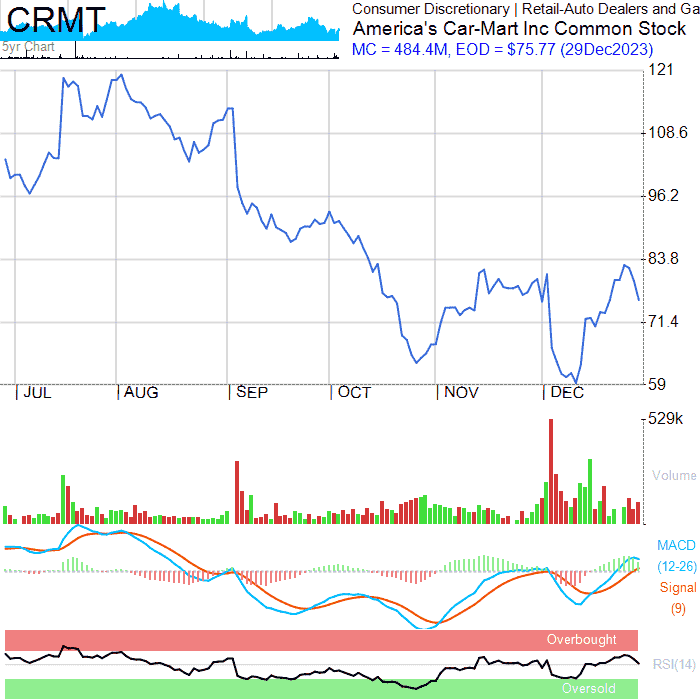 CRMT
5yr Chart
Consumer Discretionary | Retail-Auto Dealers and Ga
America's Car-Mart Inc Common Stock
MC = 484.4M, EOD = $75.77 (29Dec2023)
121
108.6
96.2
83.8
71.4
59
JUL AUG SEP OCT NOV DEC
529k
Volume
MACD
(12-26)
Signal
(9)
Overbought
RSI(14)
Oversold